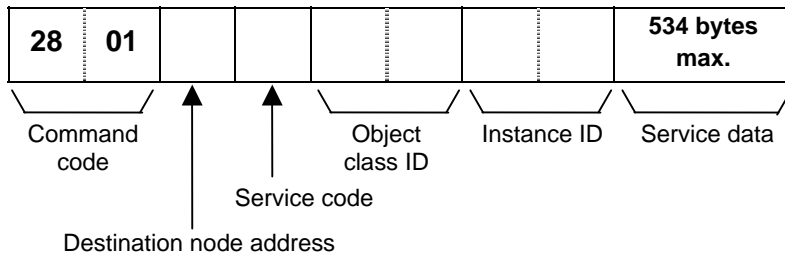 28 01 534 bytes
max.
Command
code
Object
class ID
Instance ID
Service data
Service code
Destination node address